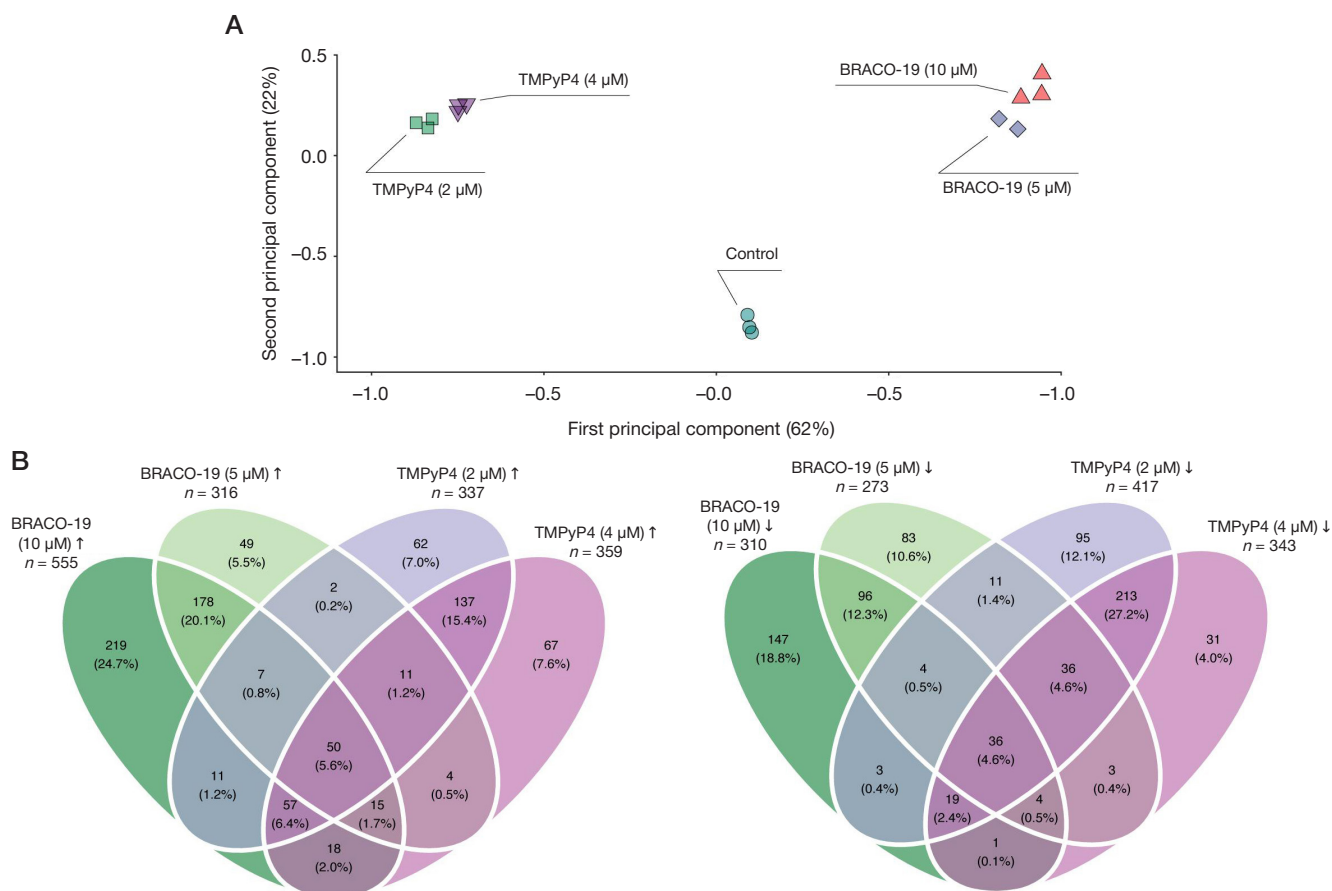 A
0.5
0.0
−0.5
−1.0
Second principal component (22%)
TMPyP4 (4 µM)
TMPyP4 (2 µM)
BRACO-19 (10 µM)
BRACO-19 (5 µM)
Control
−1.0
−0.5
−0.0
−0.5
−1.0
First principal component (62%)
B
BRACO-19 (5 µM) ↑
n = 316
TMPyP4 (2 µM) ↑
n = 337
BRACO-19
(10 µM) ↑
n = 555
TMPyP4 (4 µM) ↑
n = 359
49
(5.5%)
62
(7.0%)
2
(0.2%)
178
(20.1%)
137
(15.4%)
219
(24.7%)
67
(7.6%)
7
(0.8%)
11
(1.2%)
50
(5.6%)
11
(1.2%)
4
(0.5%)
57
(6.4%)
15
(1.7%)
18
(2.0%)
BRACO-19 (5 µM) ↓
n = 273
TMPyP4 (2 µM) ↓
n = 417
BRACO-19
(10 µM) ↓
n = 310
TMPyP4 (4 µM) ↓
n = 343
83
(10.6%)
95
(12.1%)
11
(1.4%)
96
(12.3%)
213
(27.2%)
147
(18.8%)
31
(4.0%)
4
(0.5%)
36
(4.6%)
36
(4.6%)
3
(0.4%)
3
(0.4%)
19
(2.4%)
4
(0.5%)
1
(0.1%)